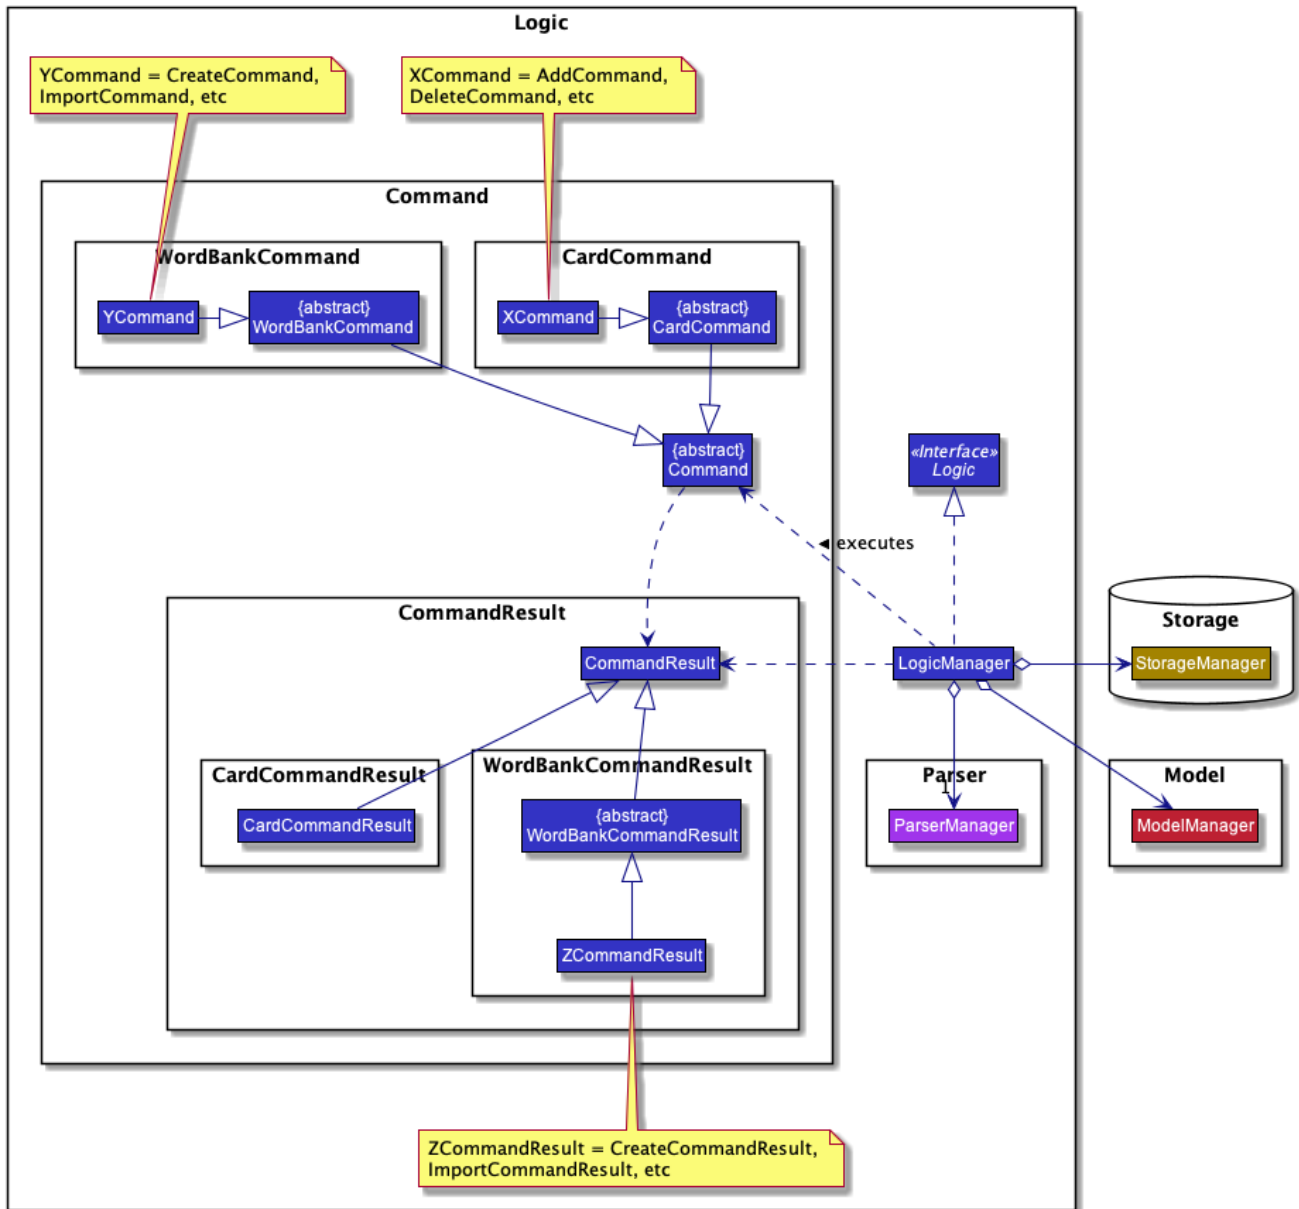 Logic
YCommand = CreateCommand,
ImportCommand, etc
XCommand = AddCommand,
DeleteCommand, etc
Command
WordBankCommand
CardCommand
YCommand
{abstract}
WordBankCommand
XCommand
{abstract}
CardCommand
{abstract}
Command
«Interface»
Logic
◄ executes
CommandResult
CommandResult
LogicManager
Storage
StorageManager
CardCommandResult
CardCommandResult
WordBankCommandResult
{abstract}
WordBankCommandResult
Parser
ParserManager
Model
ModelManager
ZCommandResult
ZCommandResult = CreateCommandResult,
ImportCommandResult, etc